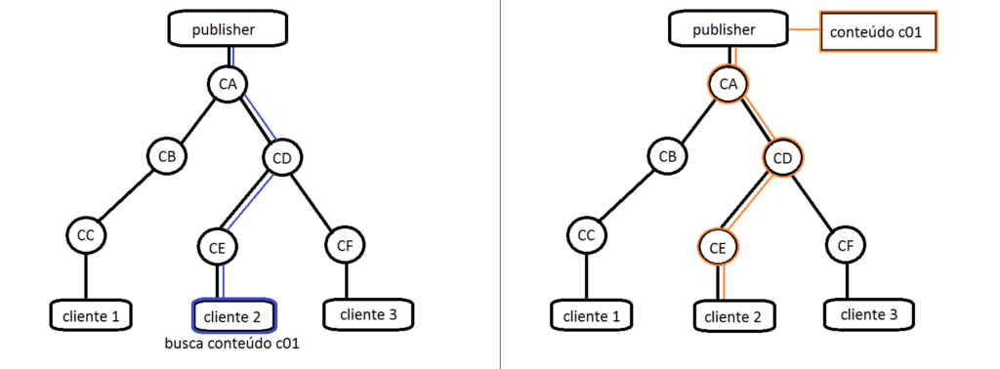 publisher
CA
CB
CD
CC
CE
CF
cliente 1
cliente 2
cliente 3
busca conteúdo c01
publisher
conteúdo c01
CA
CB
CD
CC
CE
CF
cliente 1
cliente 2
cliente 3